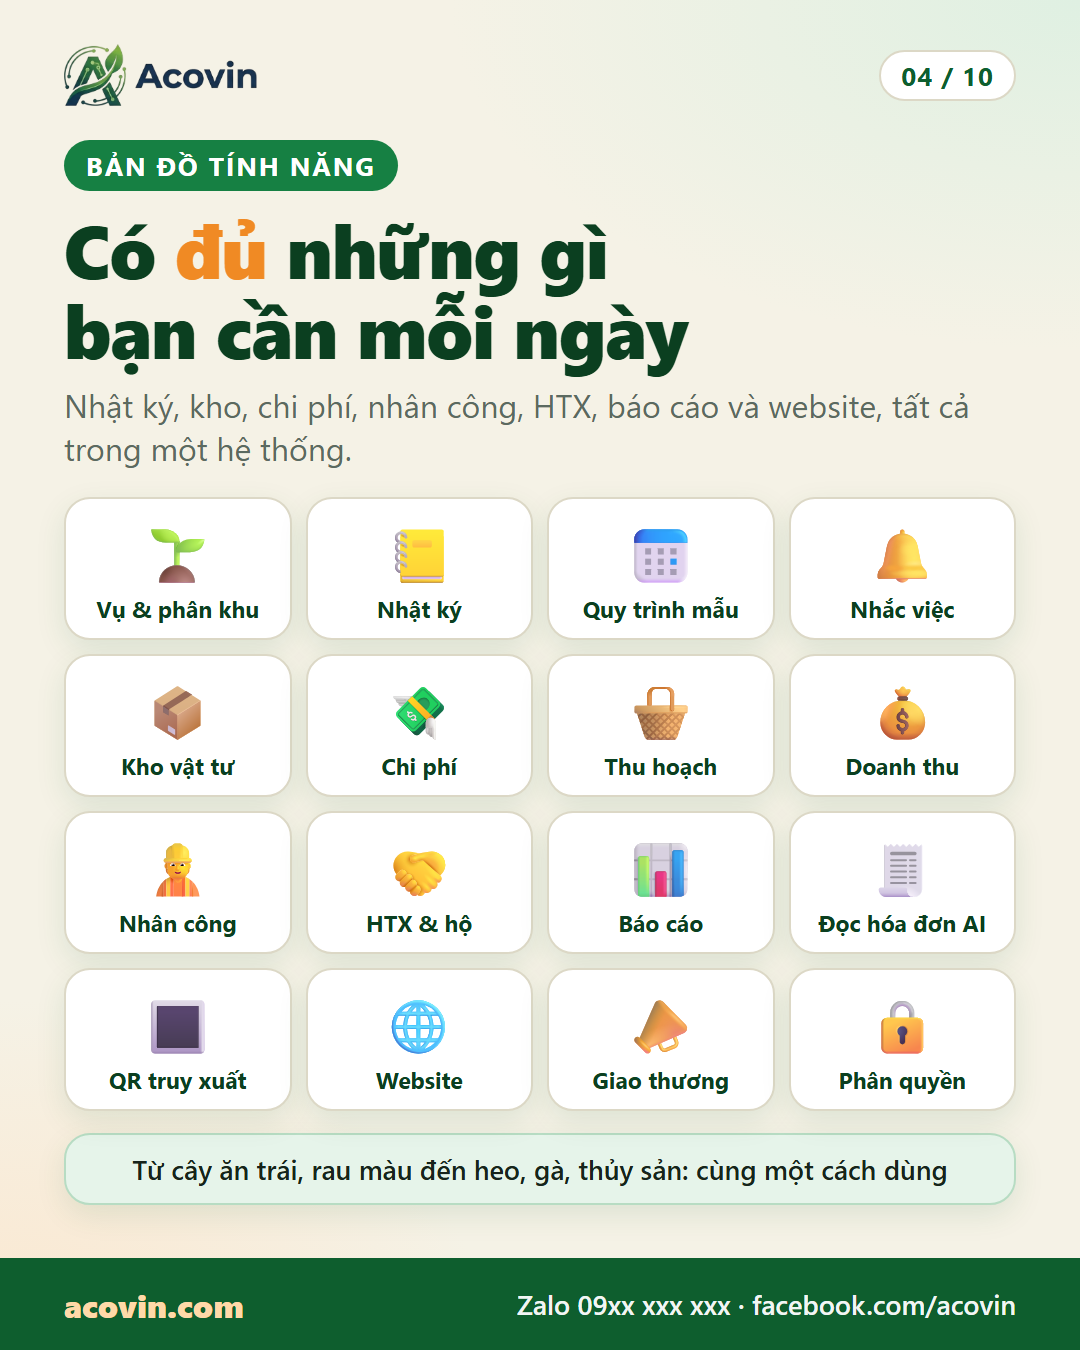 Acovin
04 / 10
BẢN ĐỒ TÍNH NĂNG
Có đủ những gì
bạn cần mỗi ngày
Nhật ký, kho, chi phí, nhân công, HTX, báo cáo và website, tất cả
trong một hệ thống.
Vụ & phân khu
Nhật ký
Quy trình mẫu
Nhắc việc
Kho vật tư
Chi phí
Thu hoạch
Doanh thu
Nhân công
HTX & hộ
Báo cáo
Đọc hóa đơn AI
QR truy xuất
Website
Giao thương
Phân quyền
Từ cây ăn trái, rau màu đến heo, gà, thủy sản: cùng một cách dùng
acovin.com
Zalo 09xx xxx xxx · facebook.com/acovin